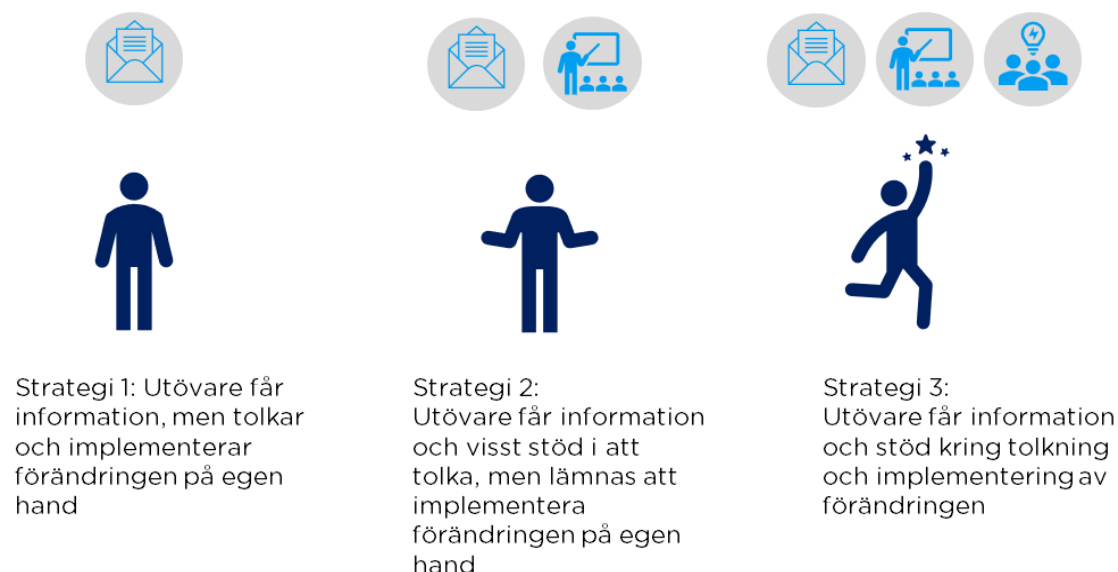 Strategi 1: Utövare får
information, men tolkar
och implementerar
förändringen på egen
hand
Strategi 2:
Utövare får information
och visst stöd i att
tolka, men lämnas att
implementera
förändringen på egen
hand
Strategi 3:
Utövare får information
och stöd kring tolkning
och implementering av
förändringen